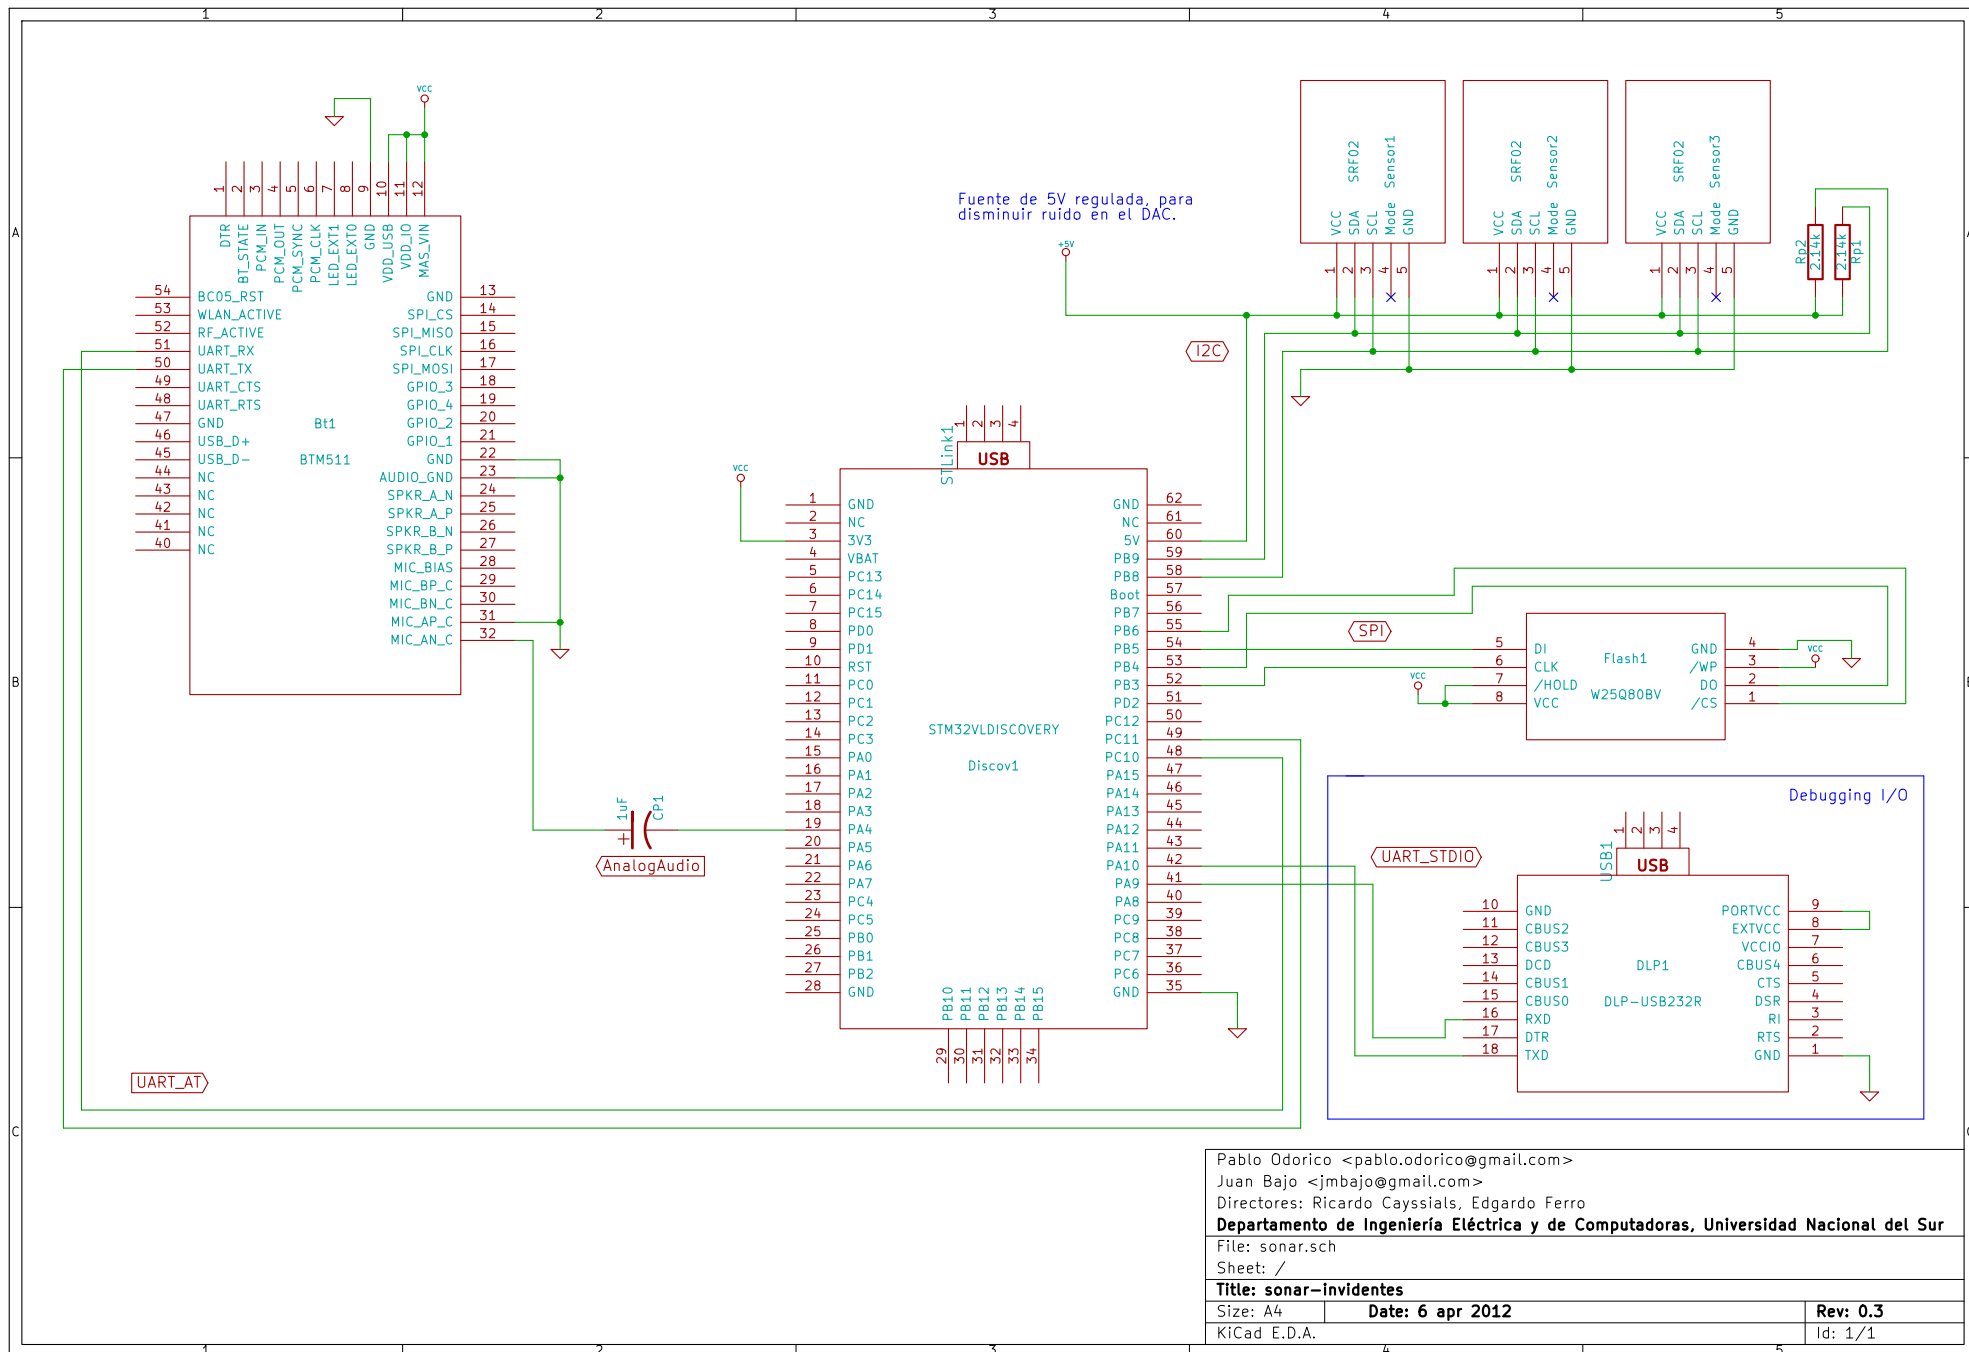 1 2 3 4 5
A
B
C
VCC
1 2 3 4 5 6 7 8 9 10 11 12
DTR
BT_STATE
PCM_IN
PCM_OUT
PCM_SYNC
PCM_CLK
LED_EXT1
LED_EXT0
GND
VDD_USB
VDD_IO
MAS_VIN
54 BC05_RST
53 WLAN_ACTIVE
52 RF_ACTIVE
51 UART_RX
50 UART_TX
49 UART_CTS
48 UART_RTS
47 GND
46 USB_D+
45 USB_D-
44 NC
43 NC
42 NC
41 NC
40 NC
Bt1
BTM511
GND 13
SPI_CS 14
SPI_MISO 15
SPI_CLK 16
SPI_MOSI 17
GPIO_3 18
GPIO_4 19
GPIO_2 20
GPIO_1 21
GND 22
AUDIO_GND 23
SPKR_A_N 24
SPKR_A_P 25
SPKR_B_N 26
SPKR_B_P 27
MIC_BIAS 28
MIC_BP_C 29
MIC_BN_C 30
MIC_AP_C 31
MIC_AN_C 32
UART_AT
1uF
CP1
+
AnalogAudio
Fuente de 5V regulada, para
disminuir ruido en el DAC.
+5V
VCC
STLink1
1 2 3 4
USB
1 GND
2 NC
3 3V3
4 VBAT
5 PC13
6 PC14
7 PC15
8 PD0
9 PD1
10 RST
11 PC0
12 PC1
13 PC2
14 PC3
15 PA0
16 PA1
17 PA2
18 PA3
19 PA4
20 PA5
21 PA6
22 PA7
23 PC4
24 PC5
25 PB0
26 PB1
27 PB2
28 GND
STM32VLDISCOVERY
Discov1
PB10 PB11 PB12 PB13 PB14 PB15
29 30 31 32 33 34
GND 62
NC 61
5V 60
PB9 59
PB8 58
Boot 57
PB7 56
PB6 55
PB5 54
PB4 53
PB3 52
PD2 51
PC12 50
PC11 49
PC10 48
PA15 47
PA14 46
PA13 45
PA12 44
PA11 43
PA10 42
PA9 41
PA8 40
PC9 39
PC8 38
PC7 37
PC6 36
GND 35
SRF02 Sensor1
VCC SDA SCL Mode GND
1 2 3 4 5
SRF02 Sensor2
VCC SDA SCL Mode GND
1 2 3 4 5
SRF02 Sensor3
VCC SDA SCL Mode GND
1 2 3 4 5
Rp2 2.14k
2.14k Rp1
I2C
SPI
VCC
5 DI
6 CLK
7 /HOLD
8 VCC
Flash1
W25Q80BV
GND 4
/WP 3
DO 2
/CS 1
VCC
Debugging I/O
UART_STDIO
USB1
1 2 3 4
USB
10 GND
11 CBUS2
12 CBUS3
13 DCD
14 CBUS1
15 CBUS0
16 RXD
17 DTR
18 TXD
DLP1
DLP-USB232R
PORTVCC 9
EXTVCC 8
VCCIO 7
CBUS4 6
CTS 5
DSR 4
RI 3
RTS 2
GND 1
Pablo Odorico <pablo.odorico@gmail.com>
Juan Bajo <jmbajo@gmail.com>
Directores: Ricardo Cayssials, Edgardo Ferro
Departamento de Ingeniería Eléctrica y de Computadoras, Universidad Nacional del Sur
File: sonar.sch
Sheet: /
Title: sonar-invidentes
Size: A4 Date: 6 apr 2012 Rev: 0.3
KiCad E.D.A. Id: 1/1
1 2 3 4 5